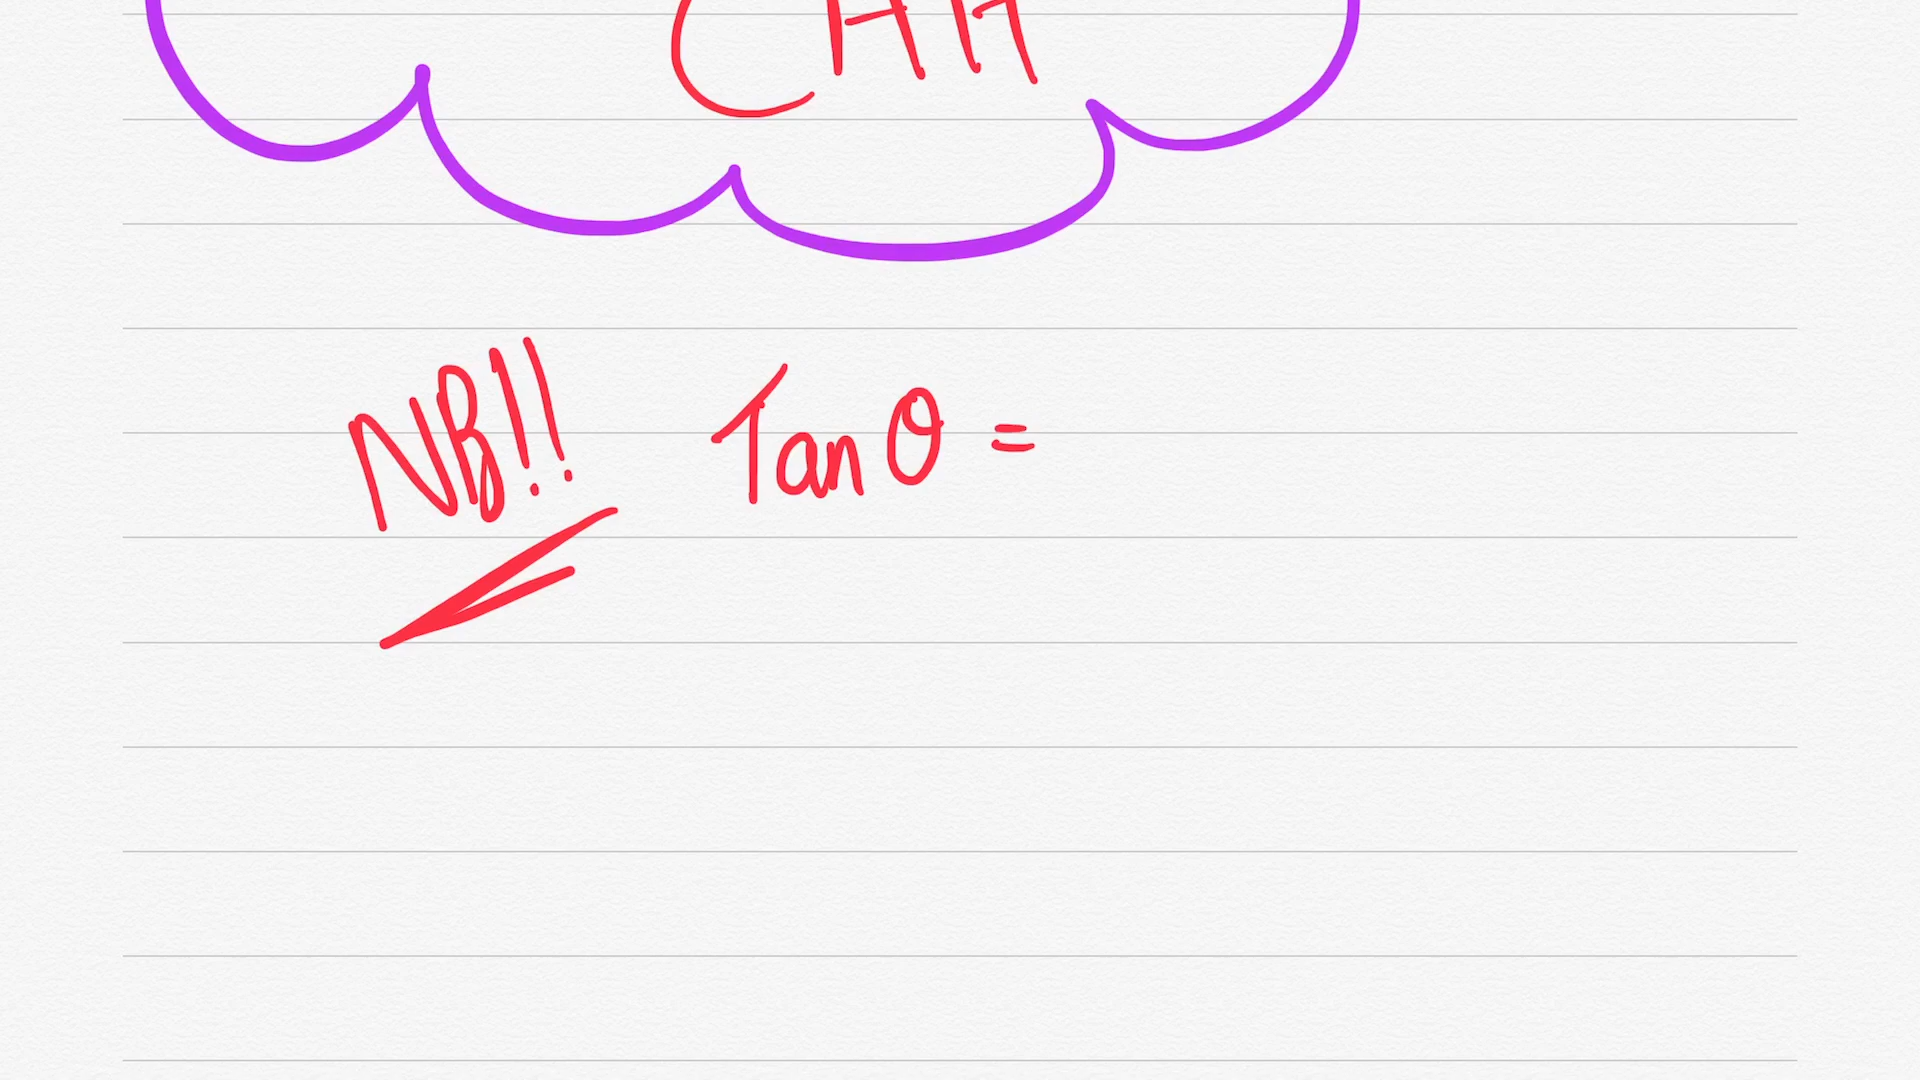 CAH
NB!! Tan θ =